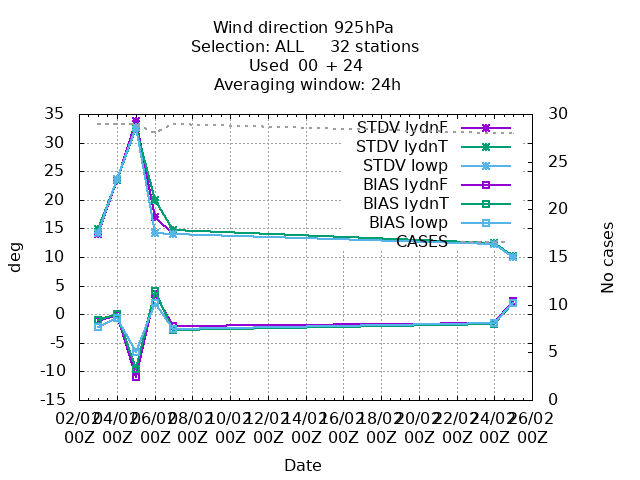 Wind direction 925hPa
Selection: ALL 32 stations
Used 00 + 24
Averaging window: 24h
35
30
25
20
15
10
5
0
-5
-10
-15
deg
30
25
20
15
10
5
0
No cases
STDV lydnF
STDV lydnT
STDV lowp
BIAS lydnF
BIAS lydnT
BIAS lowp
CASES
02/02 04/02 06/02 08/02 10/02 12/02 14/02 16/02 18/02 20/02 22/02 24/02 26/02
00Z 00Z 00Z 00Z 00Z 00Z 00Z 00Z 00Z 00Z 00Z 00Z 00Z
Date